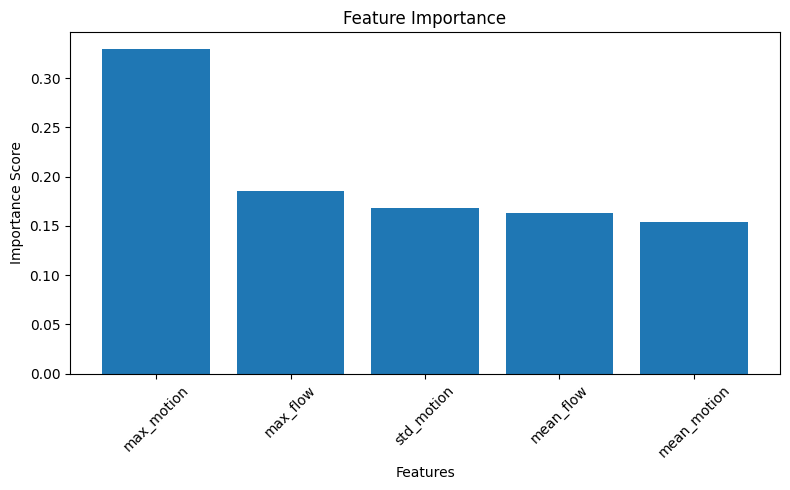 Feature Importance
Importance Score
0.30
0.25
0.20
0.15
0.10
0.05
0.00
max_motion
max_flow
std_motion
mean_flow
mean_motion
Features